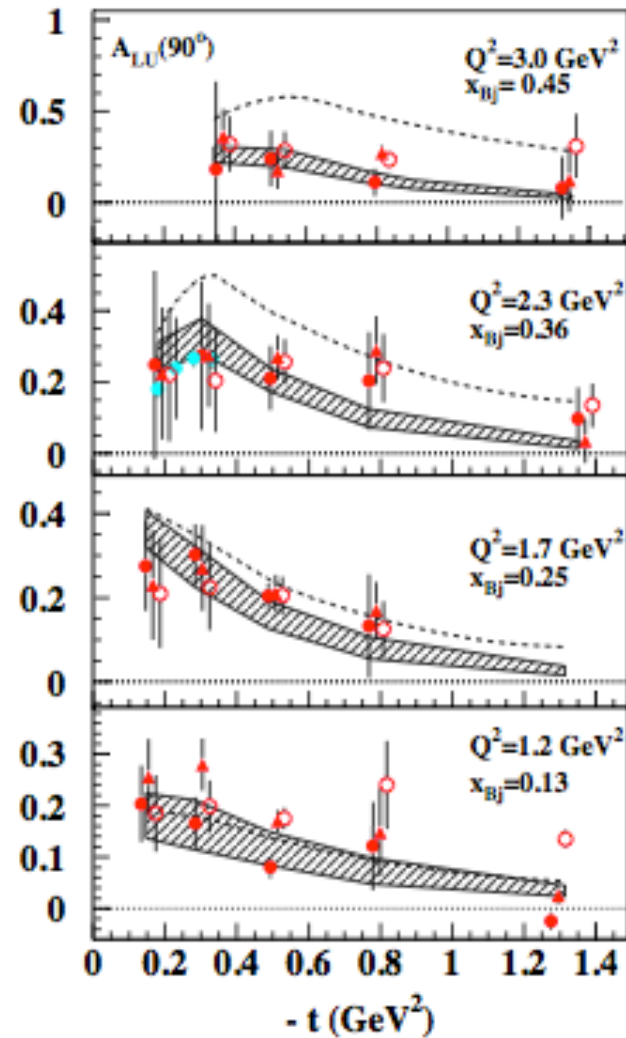 1
A_LU(90°)
Q²=3.0 GeV²
x_Bj= 0.45
0.5
0
Q²=2.3 GeV²
x_Bj=0.36
0.4
0.2
0
0.4
Q²=1.7 GeV²
x_Bj=0.25
0.2
0
0.3
Q²=1.2 GeV²
x_Bj=0.13
0.2
0.1
0
0 0.2 0.4 0.6 0.8 1 1.2 1.4
- t (GeV²)